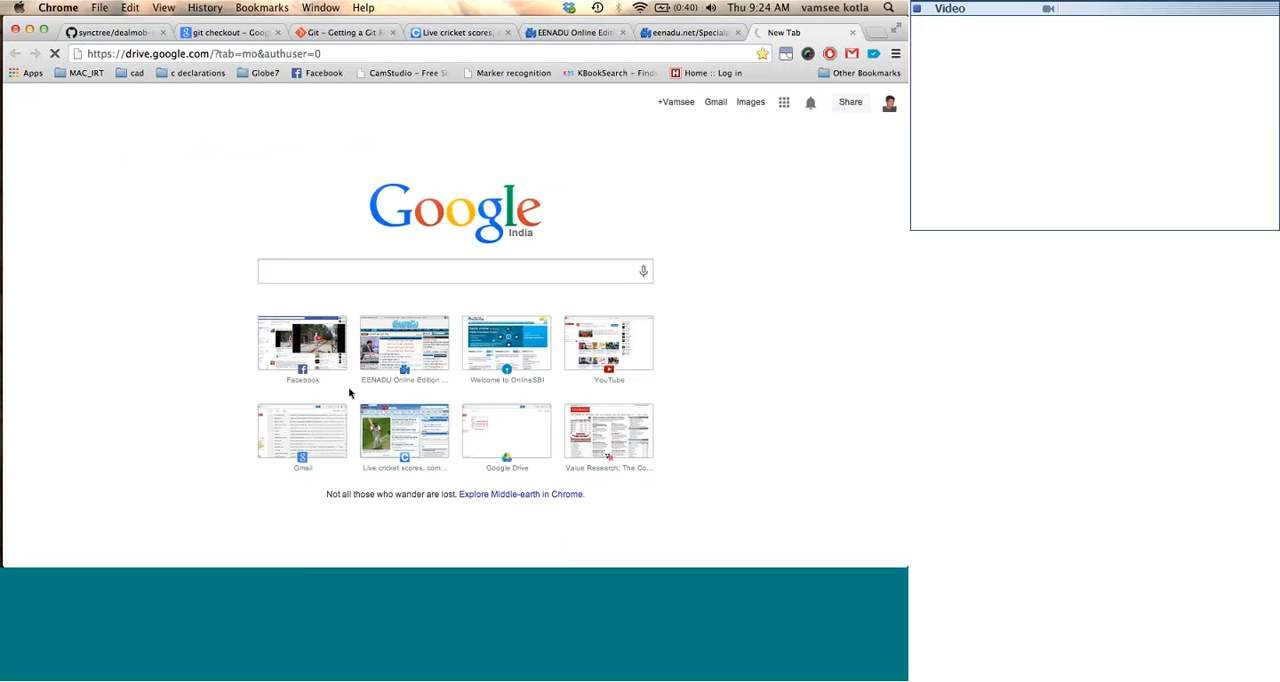 Chrome File Edit View History Bookmarks Window Help (0:40) Thu 9:24 AM vamsee kotla
Video
synctree/dealmob- git checkout - Goog Git - Getting a Git R Live cricket scores, EENADU Online Edit eenadu.net/Special New Tab
https://drive.google.com/?tab=mo&authuser=0
Apps MAC_IRT cad c declarations Globe7 Facebook CamStudio - Free Sc Marker recognition KBookSearch - Find Home :: Log in Other Bookmarks
+Vamsee Gmail Images Share
Google
India
Facebook EENADU Online Edition ... Welcome to OnlineSBI YouTube
Gmail Live cricket scores, com... Google Drive Value Research: The Co...
Not all those who wander are lost. Explore Middle-earth in Chrome.